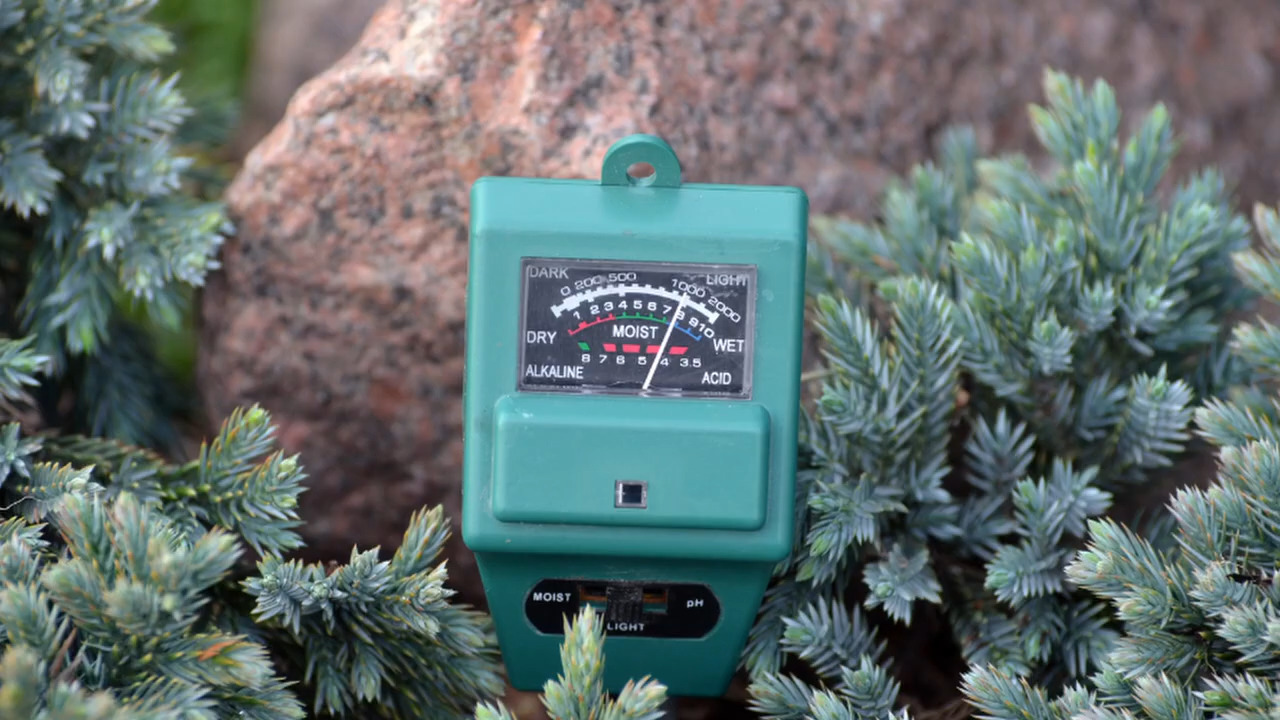 DARK LIGHT
0 200 500 1000 2000
1 2 3 4 5 6 7 8 9 10
DRY MOIST WET
8 7 6 5 4 3.5
ALKALINE ACID
MOIST pH
LIGHT